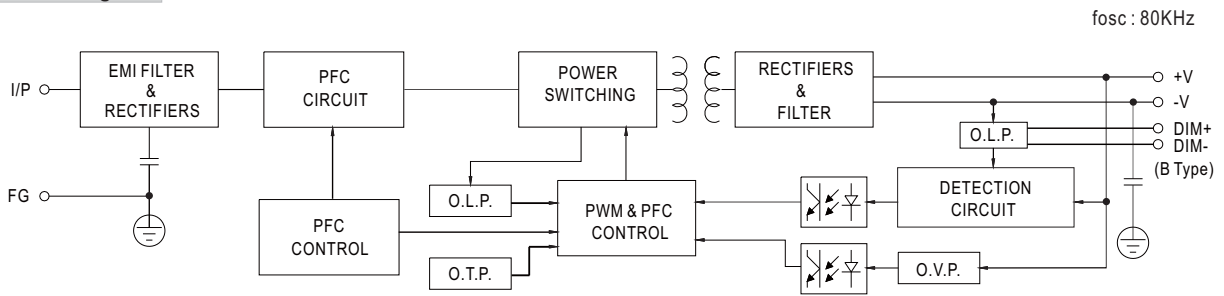 fosc : 80KHz
I/P
EMI FILTER
&
RECTIFIERS
PFC
CIRCUIT
POWER
SWITCHING
RECTIFIERS
&
FILTER
+V
-V
O.L.P.
DIM+
DIM-
(B Type)
FG
PFC
CONTROL
O.L.P.
O.T.P.
PWM & PFC
CONTROL
DETECTION
CIRCUIT
O.V.P.